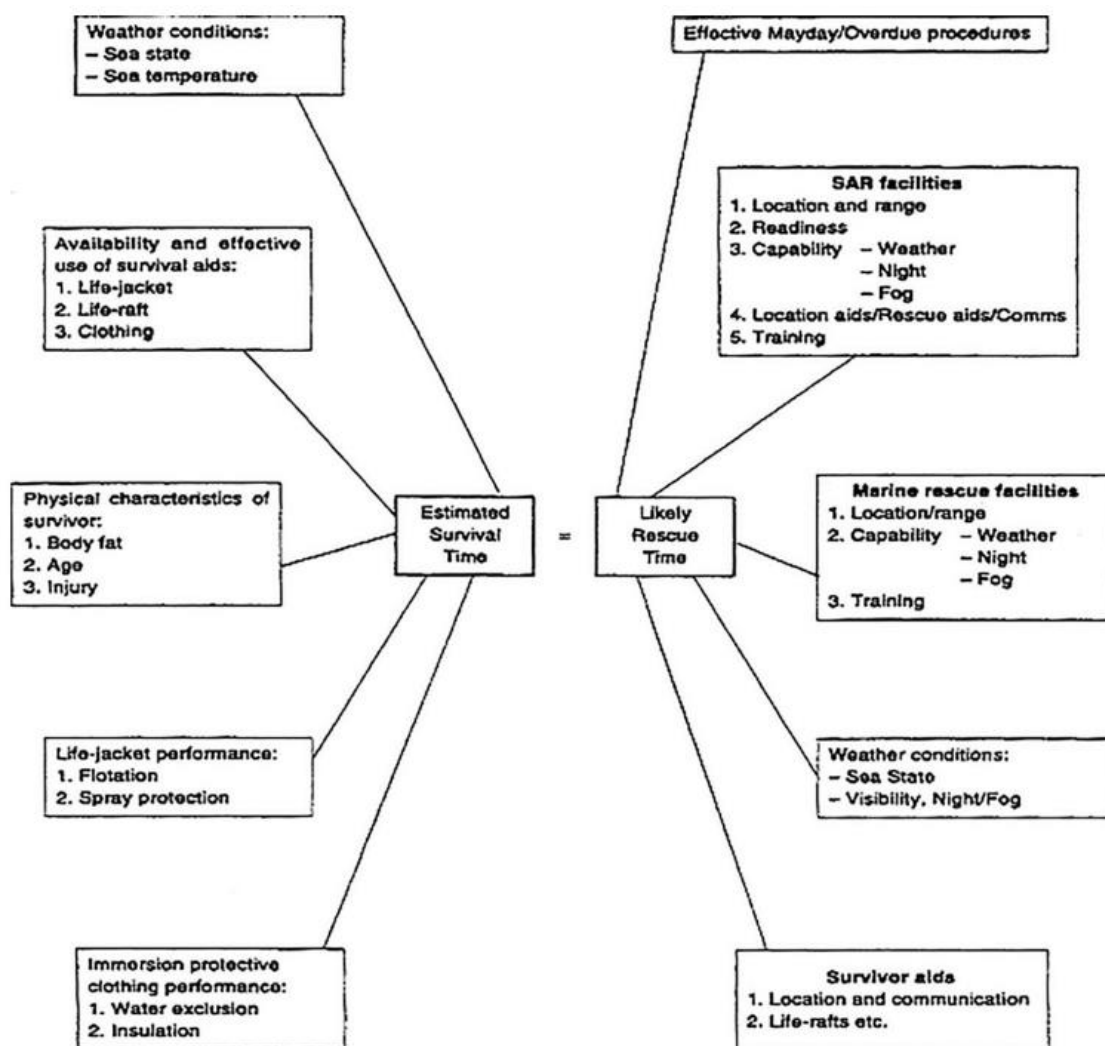 Weather conditions:
– Sea state
– Sea temperature
Effective Mayday/Overdue procedures
SAR facilities
1. Location and range
2. Readiness
3. Capability – Weather
– Night
– Fog
4. Location aids/Rescue aids/Comms
5. Training
Availability and effective
use of survival aids:
1. Life-jacket
2. Life-raft
3. Clothing
Physical characteristics of
survivor:
1. Body fat
2. Age
3. Injury
Estimated
Survival
Time
=
Likely
Rescue
Time
Marine rescue facilities
1. Location/range
2. Capability – Weather
– Night
– Fog
3. Training
Life-jacket performance:
1. Flotation
2. Spray protection
Weather conditions:
– Sea State
– Visibility, Night/Fog
Immersion protective
clothing performance:
1. Water exclusion
2. Insulation
Survivor aids
1. Location and communication
2. Life-rafts etc.